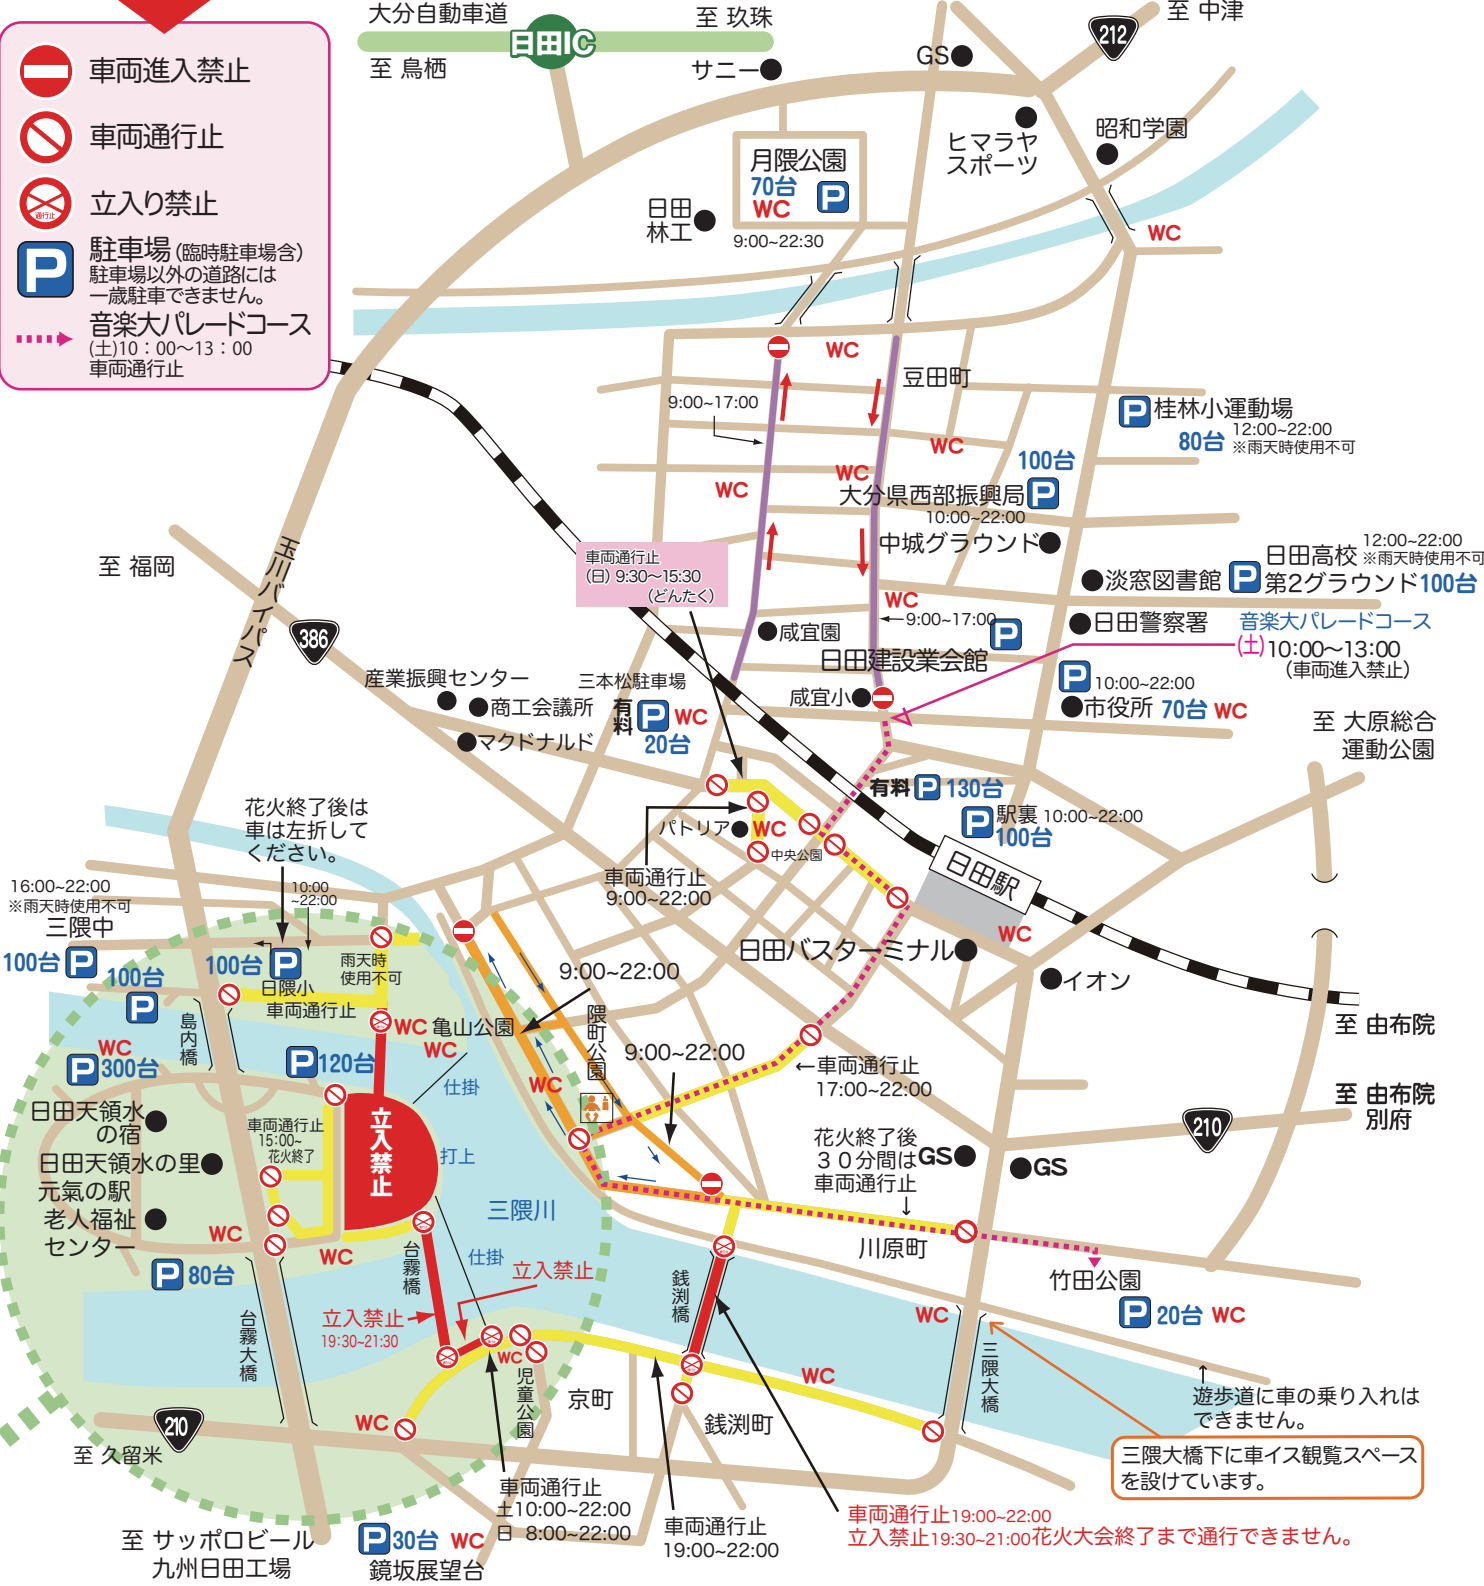 大分自動車道
至 玖珠
至 中津
日田IC
至 鳥栖
サニー
GS
212
車両進入禁止
車両通行止
立入り禁止
通行止
P
駐車場(臨時駐車場含)
駐車場以外の道路には
一歳駐車できません。
音楽大パレードコース
(土)10：00〜13：00
車両通行止
ヒマラヤ
スポーツ
昭和学園
月隈公園
70台
WC
P
日田
林工
9:00~22:30
WC
WC
豆田町
9:00~17:00
P
桂林小運動場
80台
12:00~22:00
※雨天時使用不可
WC
100台
WC
WC
大分県西部振興局
P
10:00~22:00
中城グラウンド
玉川バイパス
至 福岡
386
車両通行止
(日) 9:30〜15:30
(どんたく)
淡窓図書館
P
日田高校
12:00~22:00
※雨天時使用不可
第2グラウンド100台
WC
9:00~17:00
P
咸宜園
日田警察署
音楽大パレードコース
(土)10:00〜13:00
(車両進入禁止)
日田建設業会館
咸宜小
P
10:00~22:00
市役所 70台 WC
産業振興センター
商工会議所
マクドナルド
三本松駐車場
有料
P
WC
20台
至 大原総合
運動公園
有料
P
130台
P
駅裏 10:00~22:00
100台
日田駅
パトリア
WC
中央公園
車両通行止
9:00~22:00
花火終了後は
車は左折して
ください。
10:00
~22:00
16:00~22:00
※雨天時使用不可
三隈中
100台
P
100台
P
100台
P
日隈小
雨天時
使用不可
車両通行止
WC
日田バスターミナル
イオン
9:00~22:00
WC
亀山公園
WC
隈町公園
9:00~22:00
車両通行止
17:00~22:00
至 由布院
至 由布院
別府
210
島内橋
WC
P
300台
P
120台
仕掛
WC
日田天領水
の宿
日田天領水の里
元氣の駅
老人福祉
センター
車両通行止
15:00~
花火終了
立入禁止
打上
三隈川
花火終了後
３０分間は
車両通行止
GS
GS
WC
WC
P
80台
台霧橋
仕掛
立入禁止
立入禁止
19:30~21:30
台霧大橋
銭渕橋
川原町
竹田公園
P
20台 WC
WC
三隈大橋
WC
WC
児童公園
京町
銭渕町
WC
210
至 久留米
遊歩道に車の乗り入れは
できません。
三隈大橋下に車イス観覧スペース
を設けています。
車両通行止
土10:00~22:00
日 8:00~22:00
車両通行止
19:00~22:00
車両通行止19:00~22:00
立入禁止19:30~21:00花火大会終了まで通行できません。
至 サッポロビール
九州日田工場
P
30台 WC
鏡坂展望台